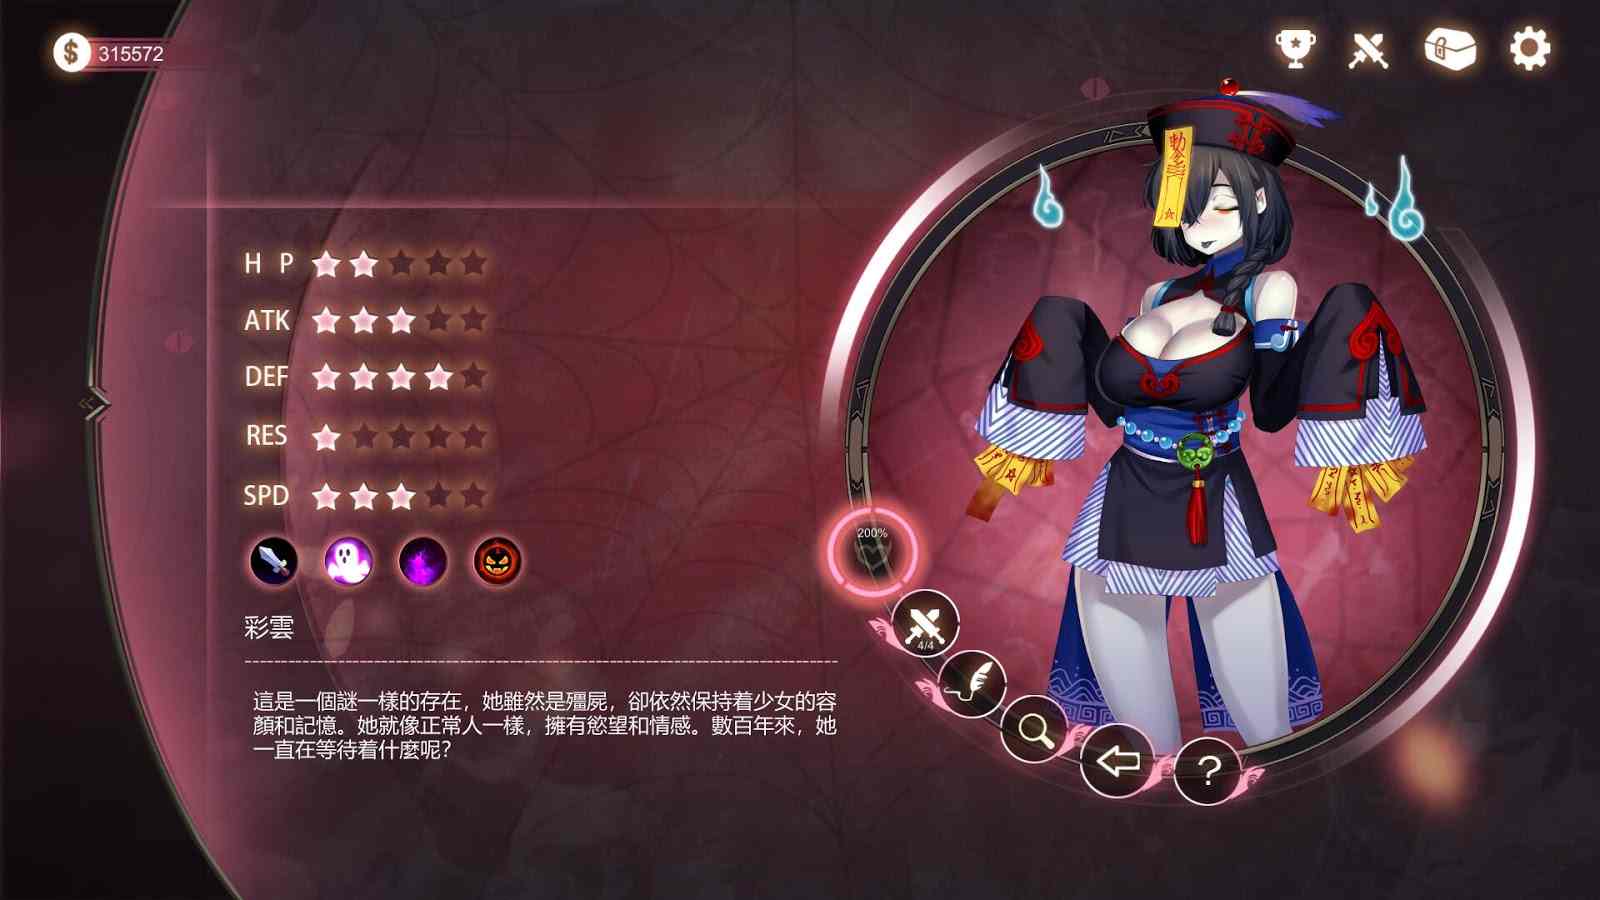 315572
H P
ATK
DEF
RES
SPD
彩雲
這是一個謎一樣的存在，她雖然是殭屍，卻依然保持着少女的容
顏和記憶。她就像正常人一樣，擁有慾望和情感。數百年來，她
一直在等待着什麼呢？
200%
4/4
?
勅令